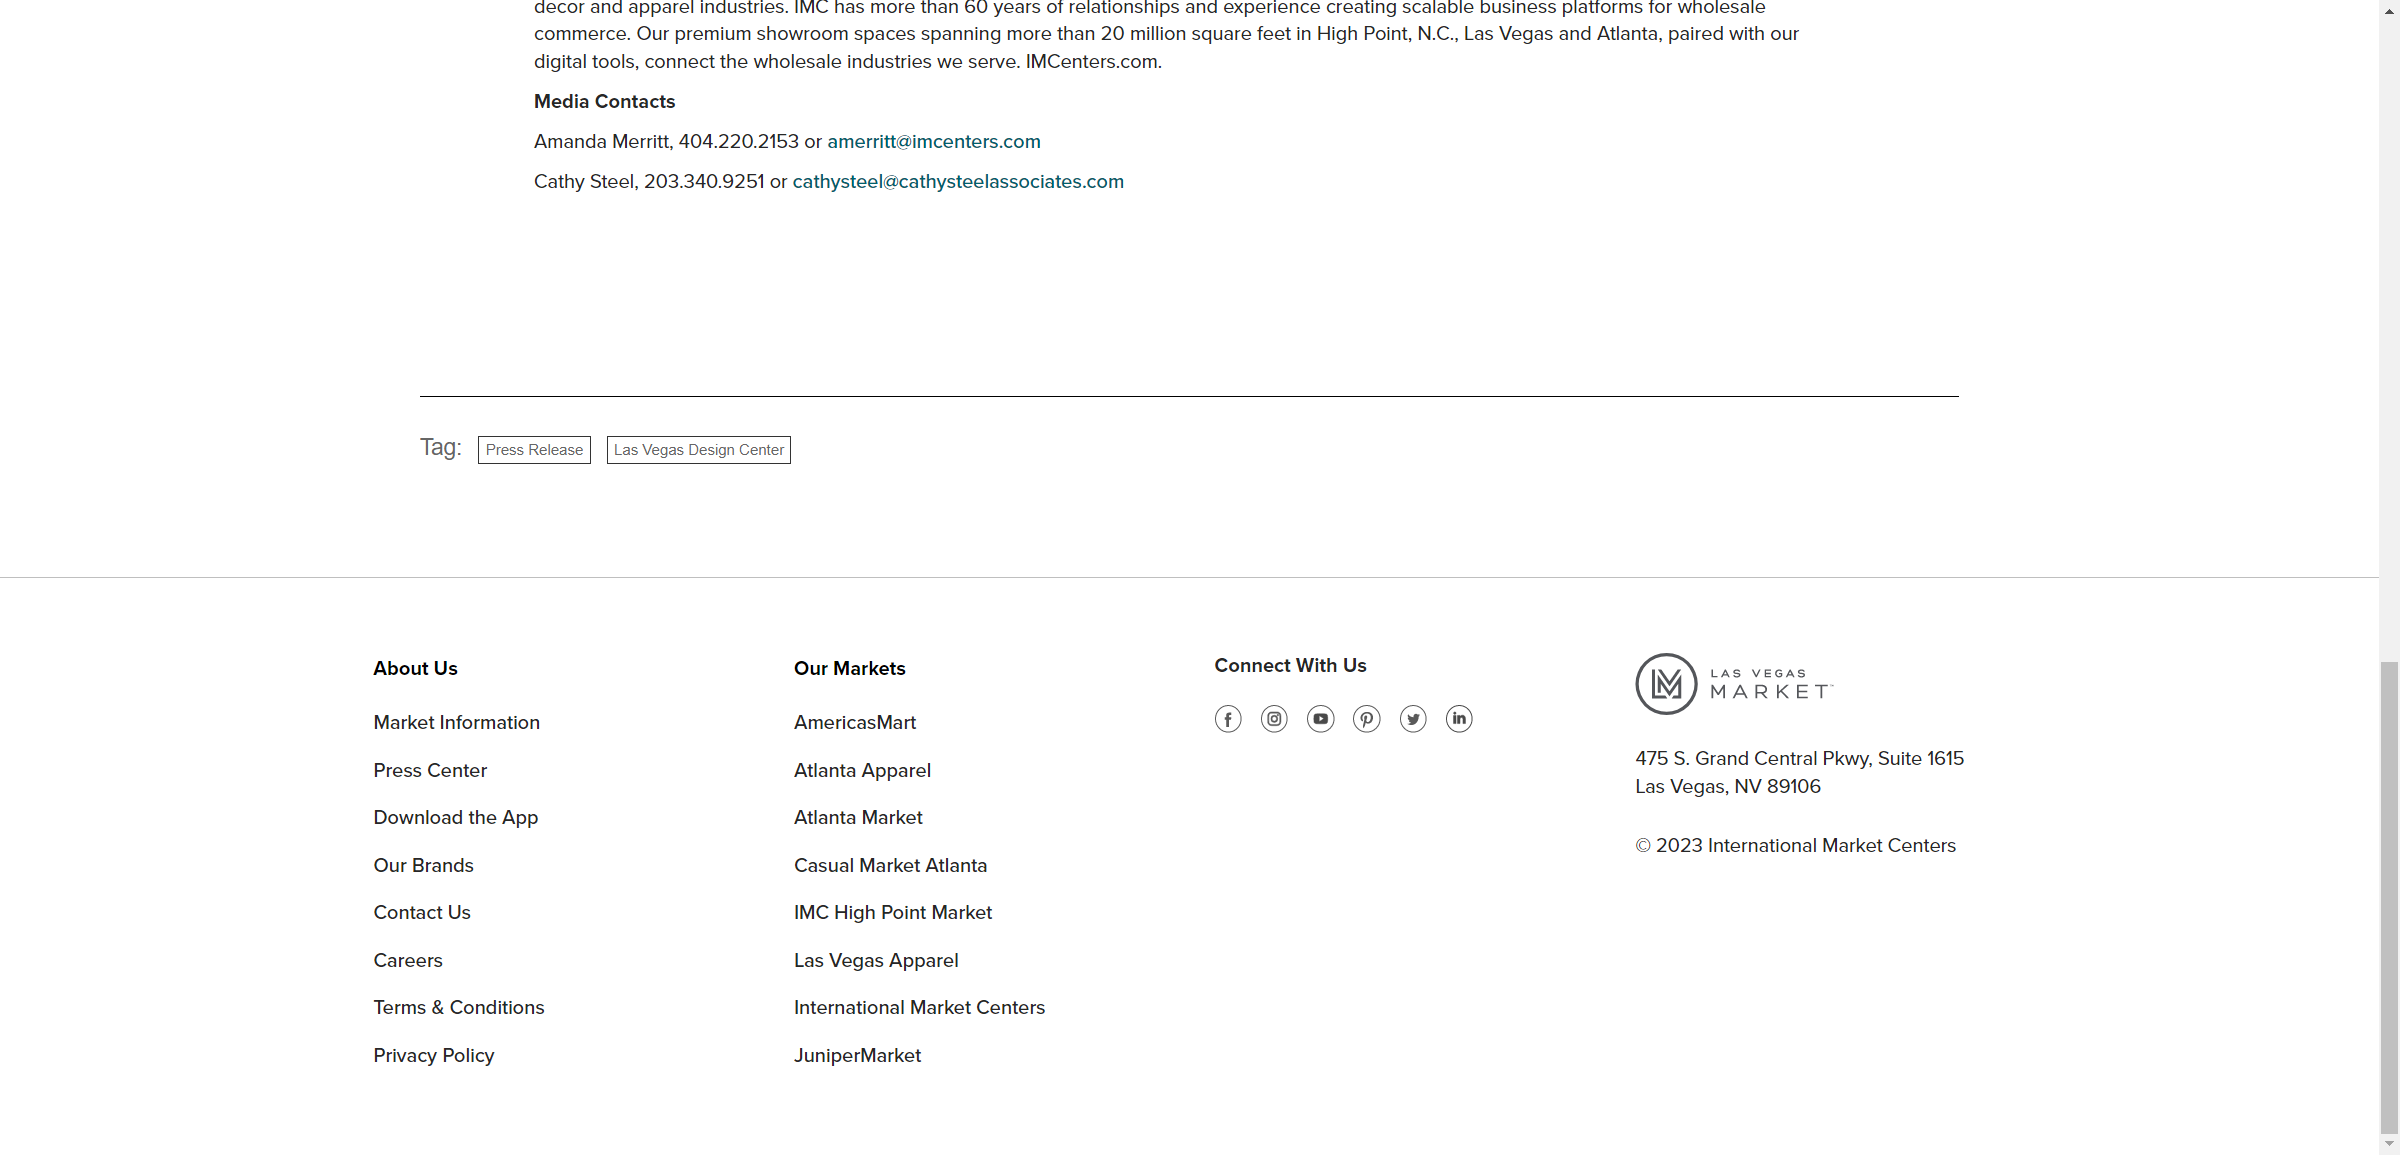 decor and apparel industries. IMC has more than 60 years of relationships and experience creating scalable business platforms for wholesale
commerce. Our premium showroom spaces spanning more than 20 million square feet in High Point, N.C., Las Vegas and Atlanta, paired with our
digital tools, connect the wholesale industries we serve. IMCenters.com.
Media Contacts
Amanda Merritt, 404.220.2153 or amerritt@imcenters.com
Cathy Steel, 203.340.9251 or cathysteel@cathysteelassociates.com
Tag: Press Release Las Vegas Design Center
About Us
Market Information
Press Center
Download the App
Our Brands
Contact Us
Careers
Terms & Conditions
Privacy Policy
Our Markets
AmericasMart
Atlanta Apparel
Atlanta Market
Casual Market Atlanta
IMC High Point Market
Las Vegas Apparel
International Market Centers
JuniperMarket
Connect With Us
LAS VEGAS
MARKET™
475 S. Grand Central Pkwy, Suite 1615
Las Vegas, NV 89106
© 2023 International Market Centers